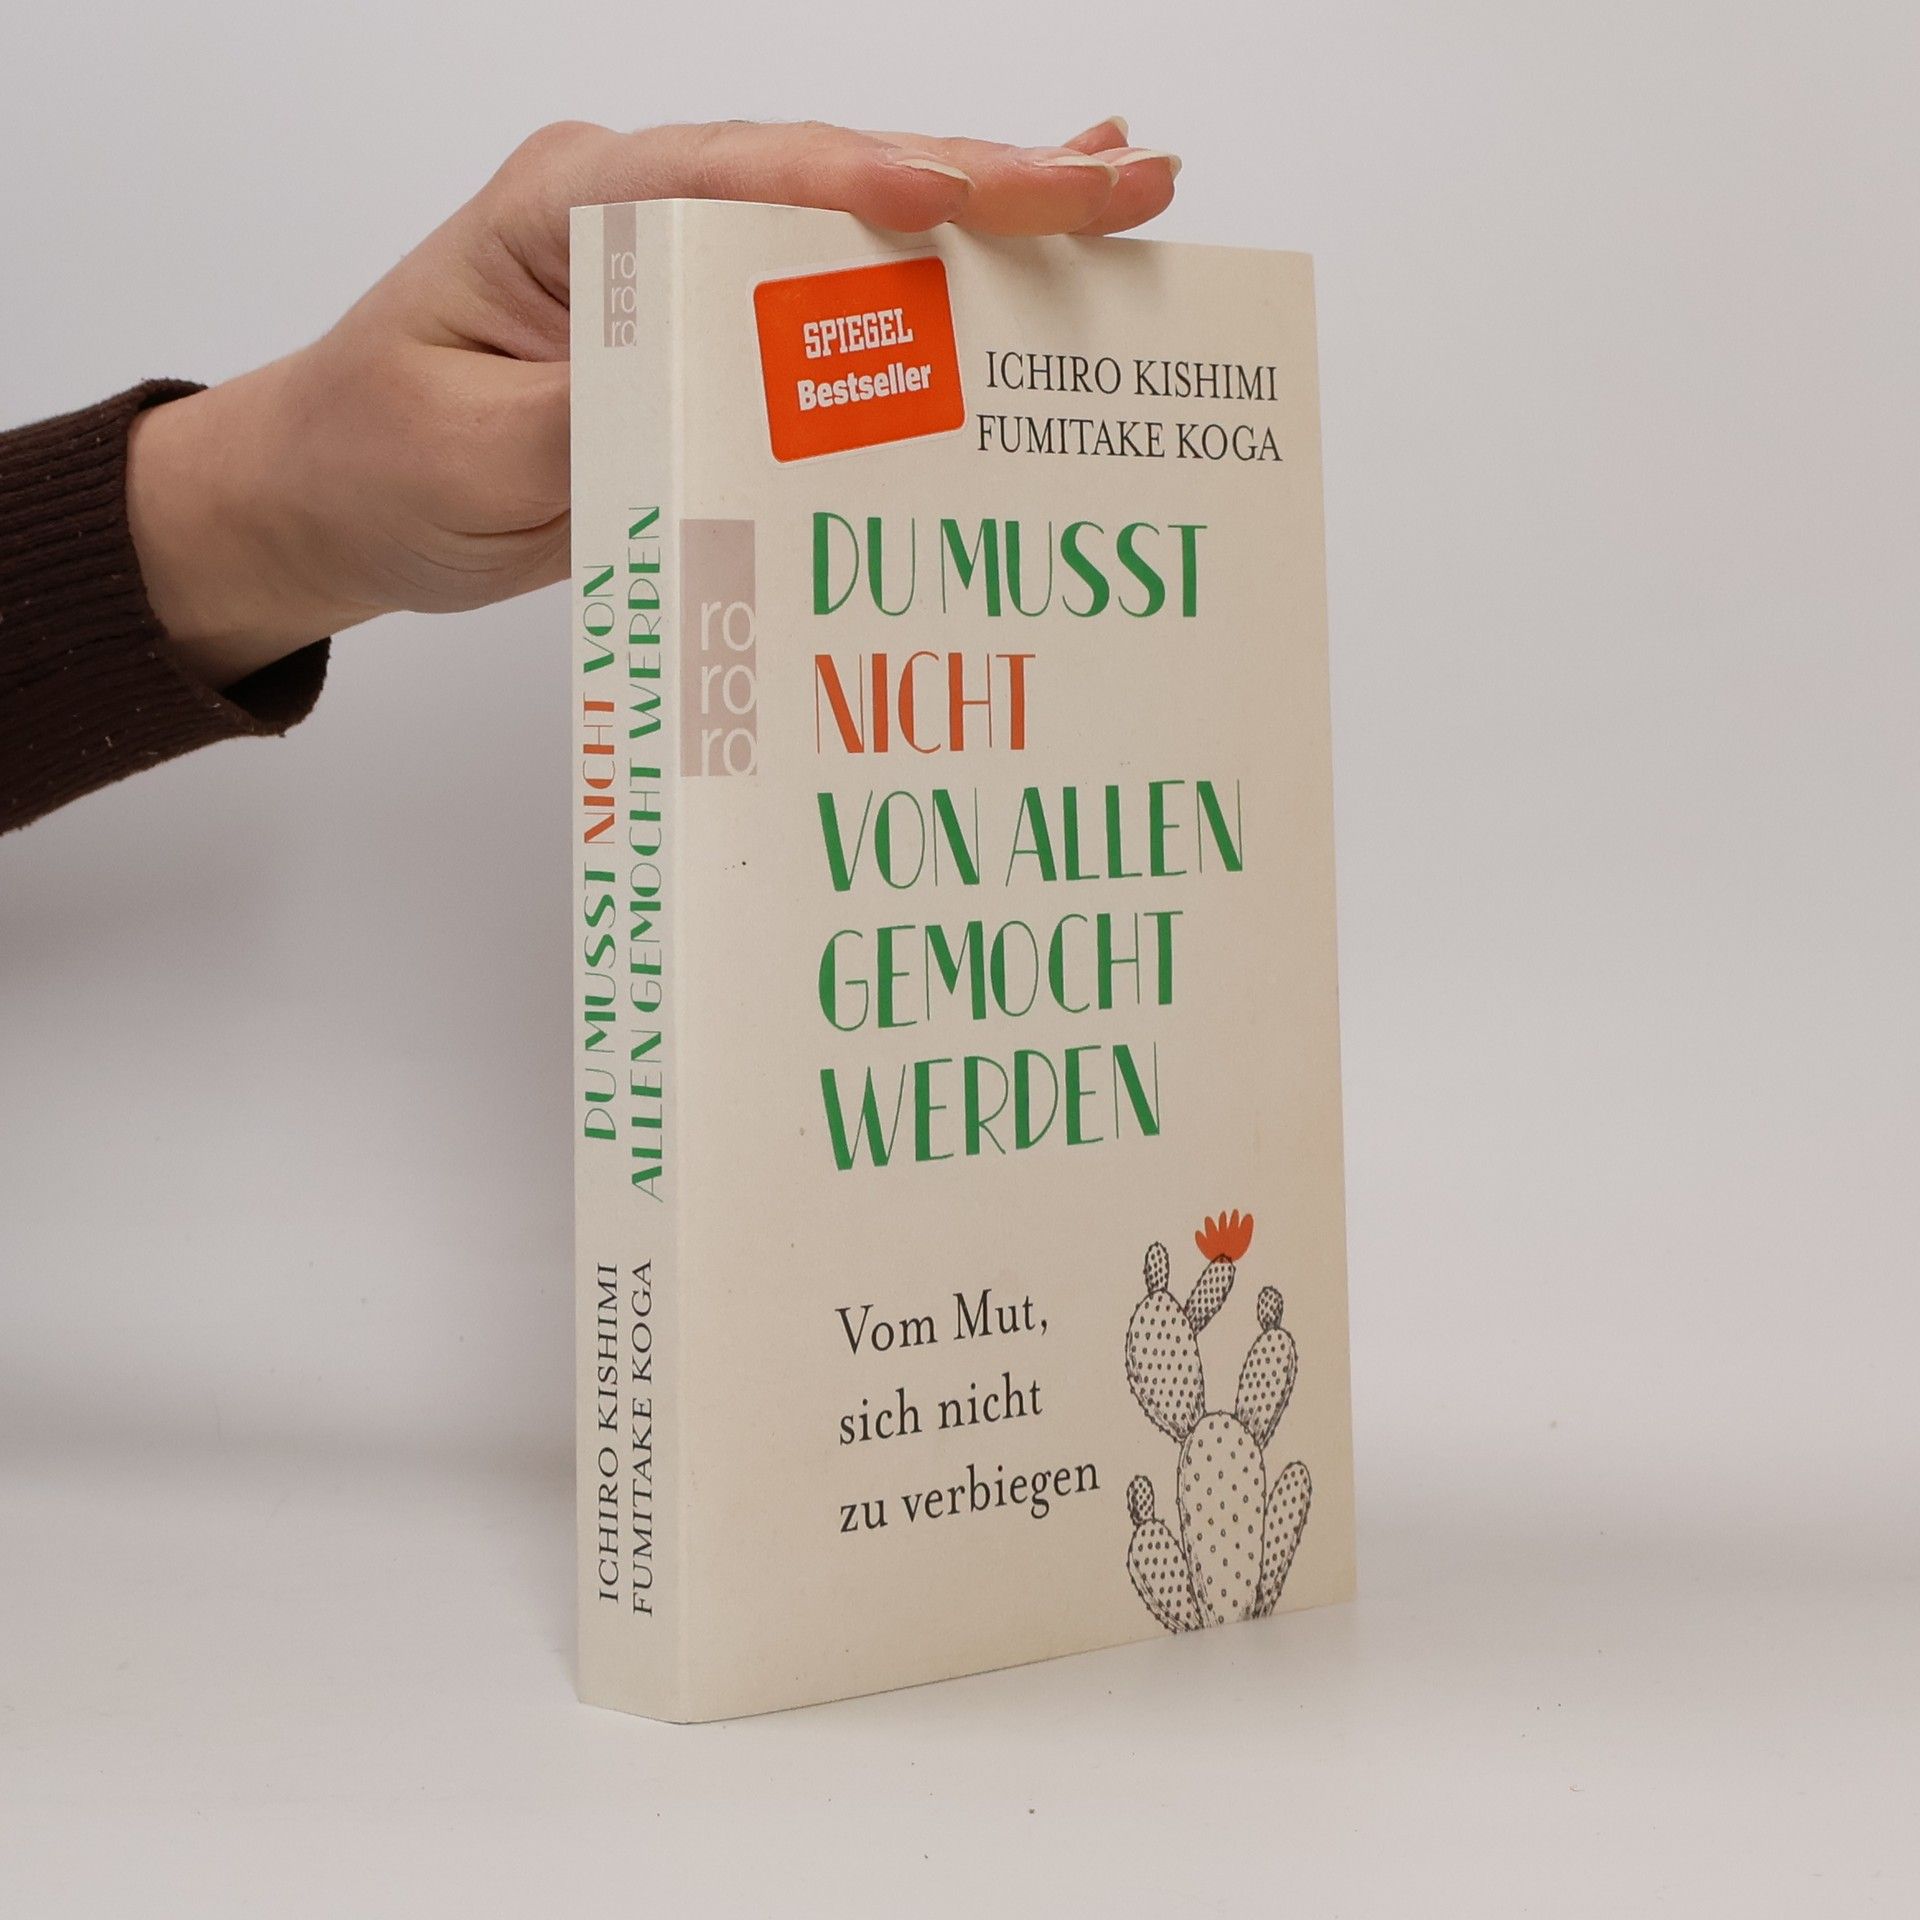 ro
ro
ro
DU MUSST NICHT VON
ALLEN GEMOCHT WERDEN
ICHIRO KISHIMI
FUMITAKE KOGA
SPIEGEL
Bestseller
ICHIRO KISHIMI
FUMITAKE KOGA
ro
ro
ro
DU MUSST
NICHT
VON ALLEN
GEMOCHT
WERDEN
Vom Mut,
sich nicht
zu verbiegen